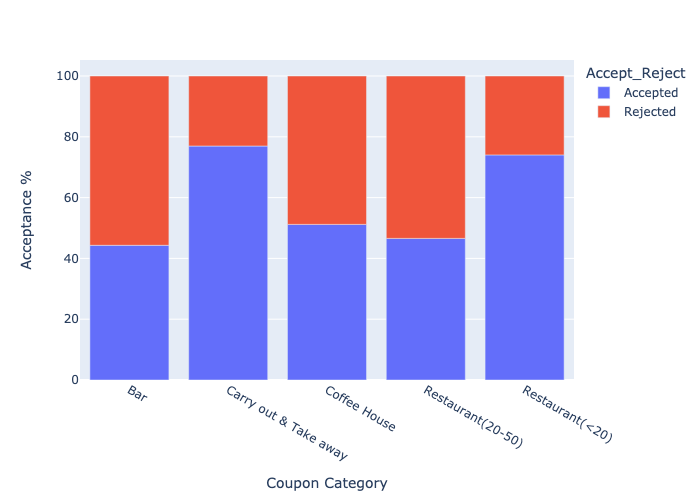 Accept_Reject
Accepted
Rejected
100
80
60
40
20
0
Acceptance %
Bar
Carry out & Take away
Coffee House
Restaurant(20-50)
Restaurant(<20)
Coupon Category